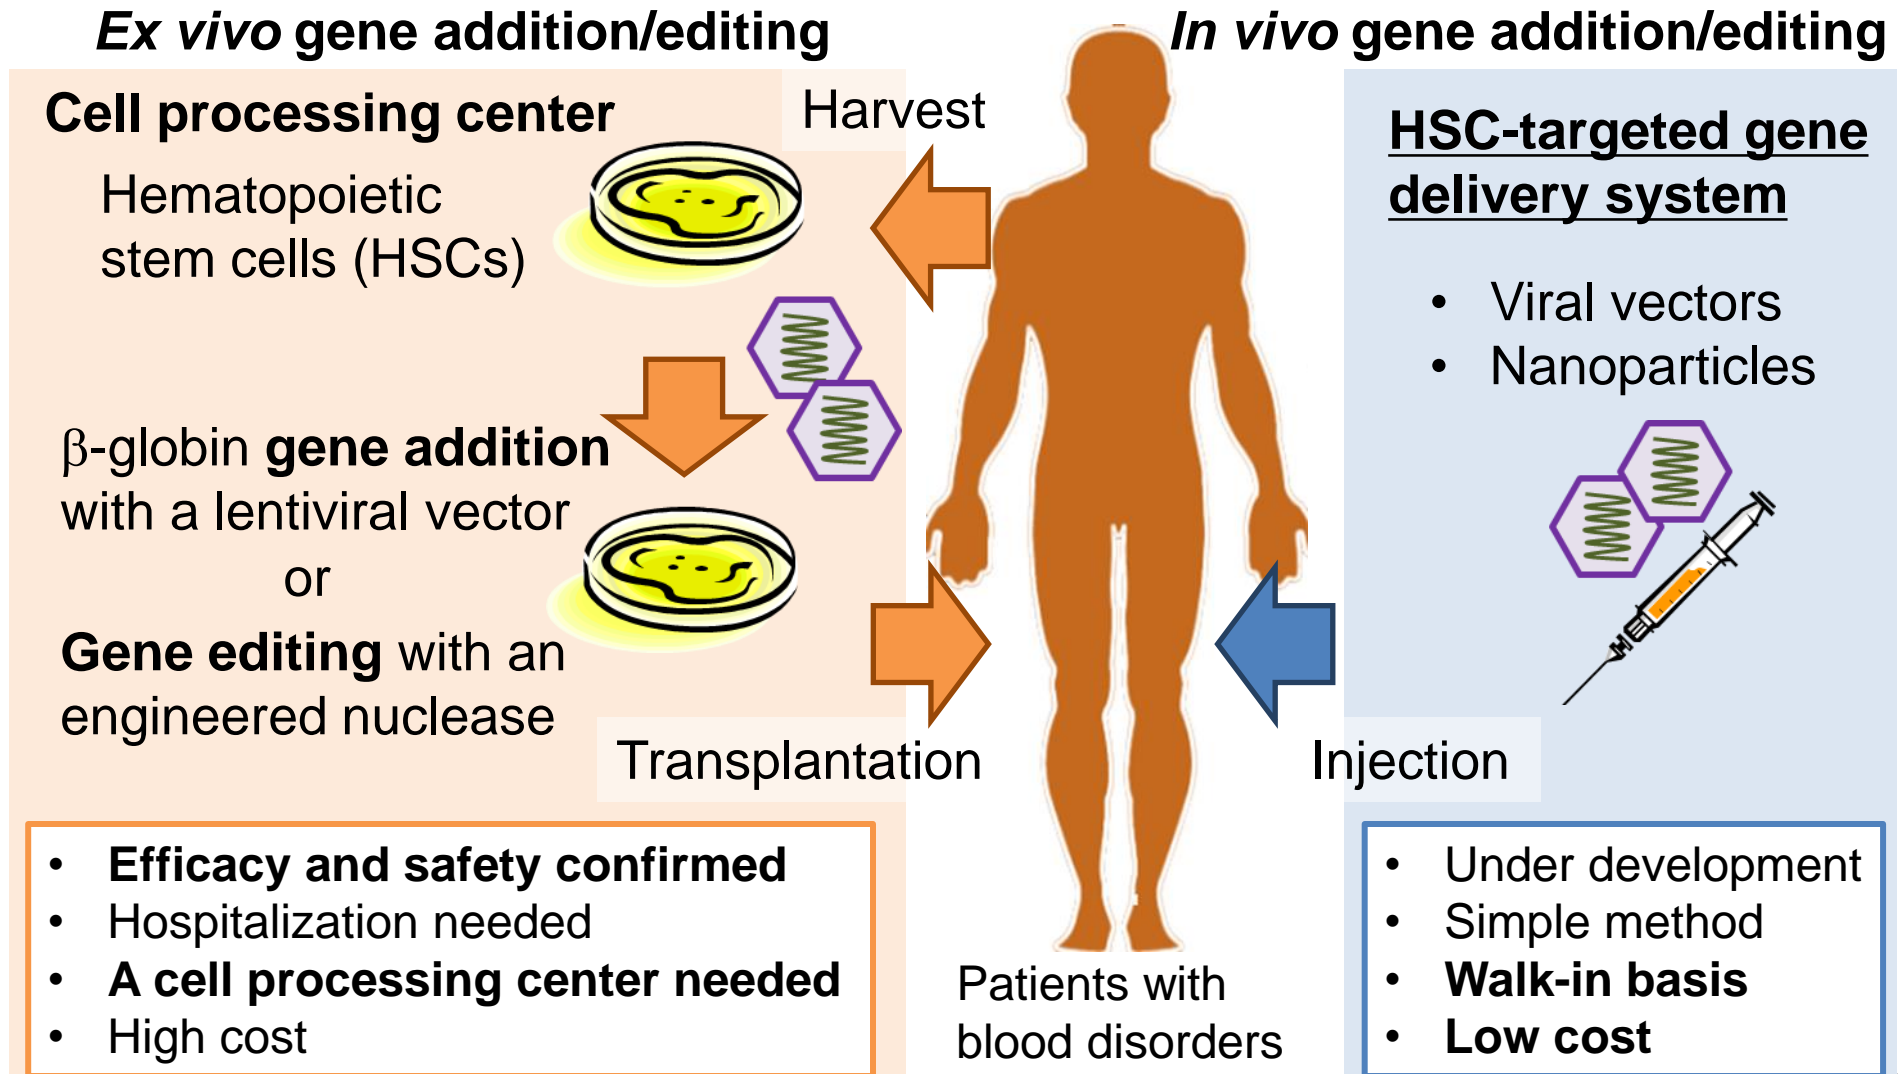 Ex vivo gene addition/editing
Cell processing center
Harvest
Hematopoietic
stem cells (HSCs)
β-globin gene addition
with a lentiviral vector
or
Gene editing with an
engineered nuclease
Transplantation
• Efficacy and safety confirmed
• Hospitalization needed
• A cell processing center needed
• High cost
Patients with
blood disorders
In vivo gene addition/editing
HSC-targeted gene
delivery system
• Viral vectors
• Nanoparticles
Injection
• Under development
• Simple method
• Walk-in basis
• Low cost